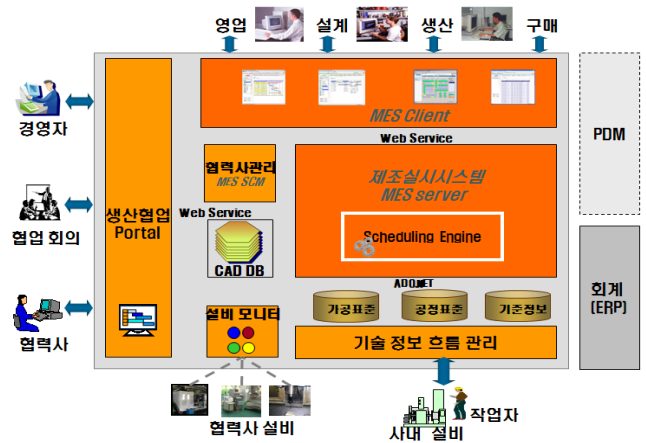 영업
설계
생산
구매
경영자
MES Client
PDM
Web Service
협력사관리
MES SCM
제조실시시스템
MES server
생산협업
Portal
Web Service
Scheduling Engine
협업 회의
CAD DB
ADO.NET
회계
(ERP)
설비 모니터
가공표준
공정표준
기준정보
기술 정보 흐름 관리
협력사
협력사 설비
작업자
사내 설비